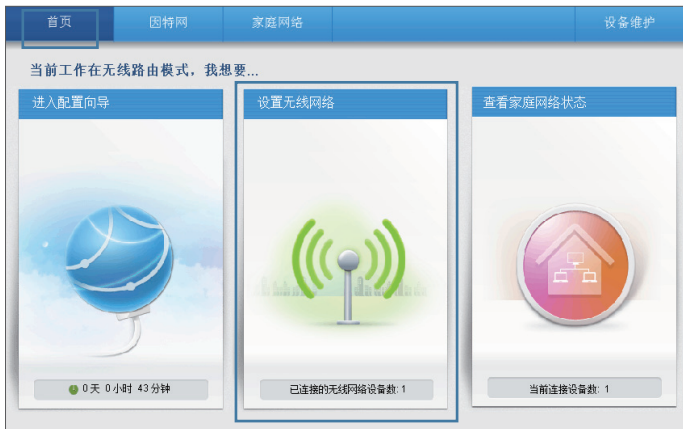 首页 因特网 家庭网络 设备维护
当前工作在无线路由模式，我想要...
进入配置向导
设置无线网络
查看家庭网络状态
0天 0小时 43分钟
已连接的无线网络设备数: 1
当前连接设备数: 1